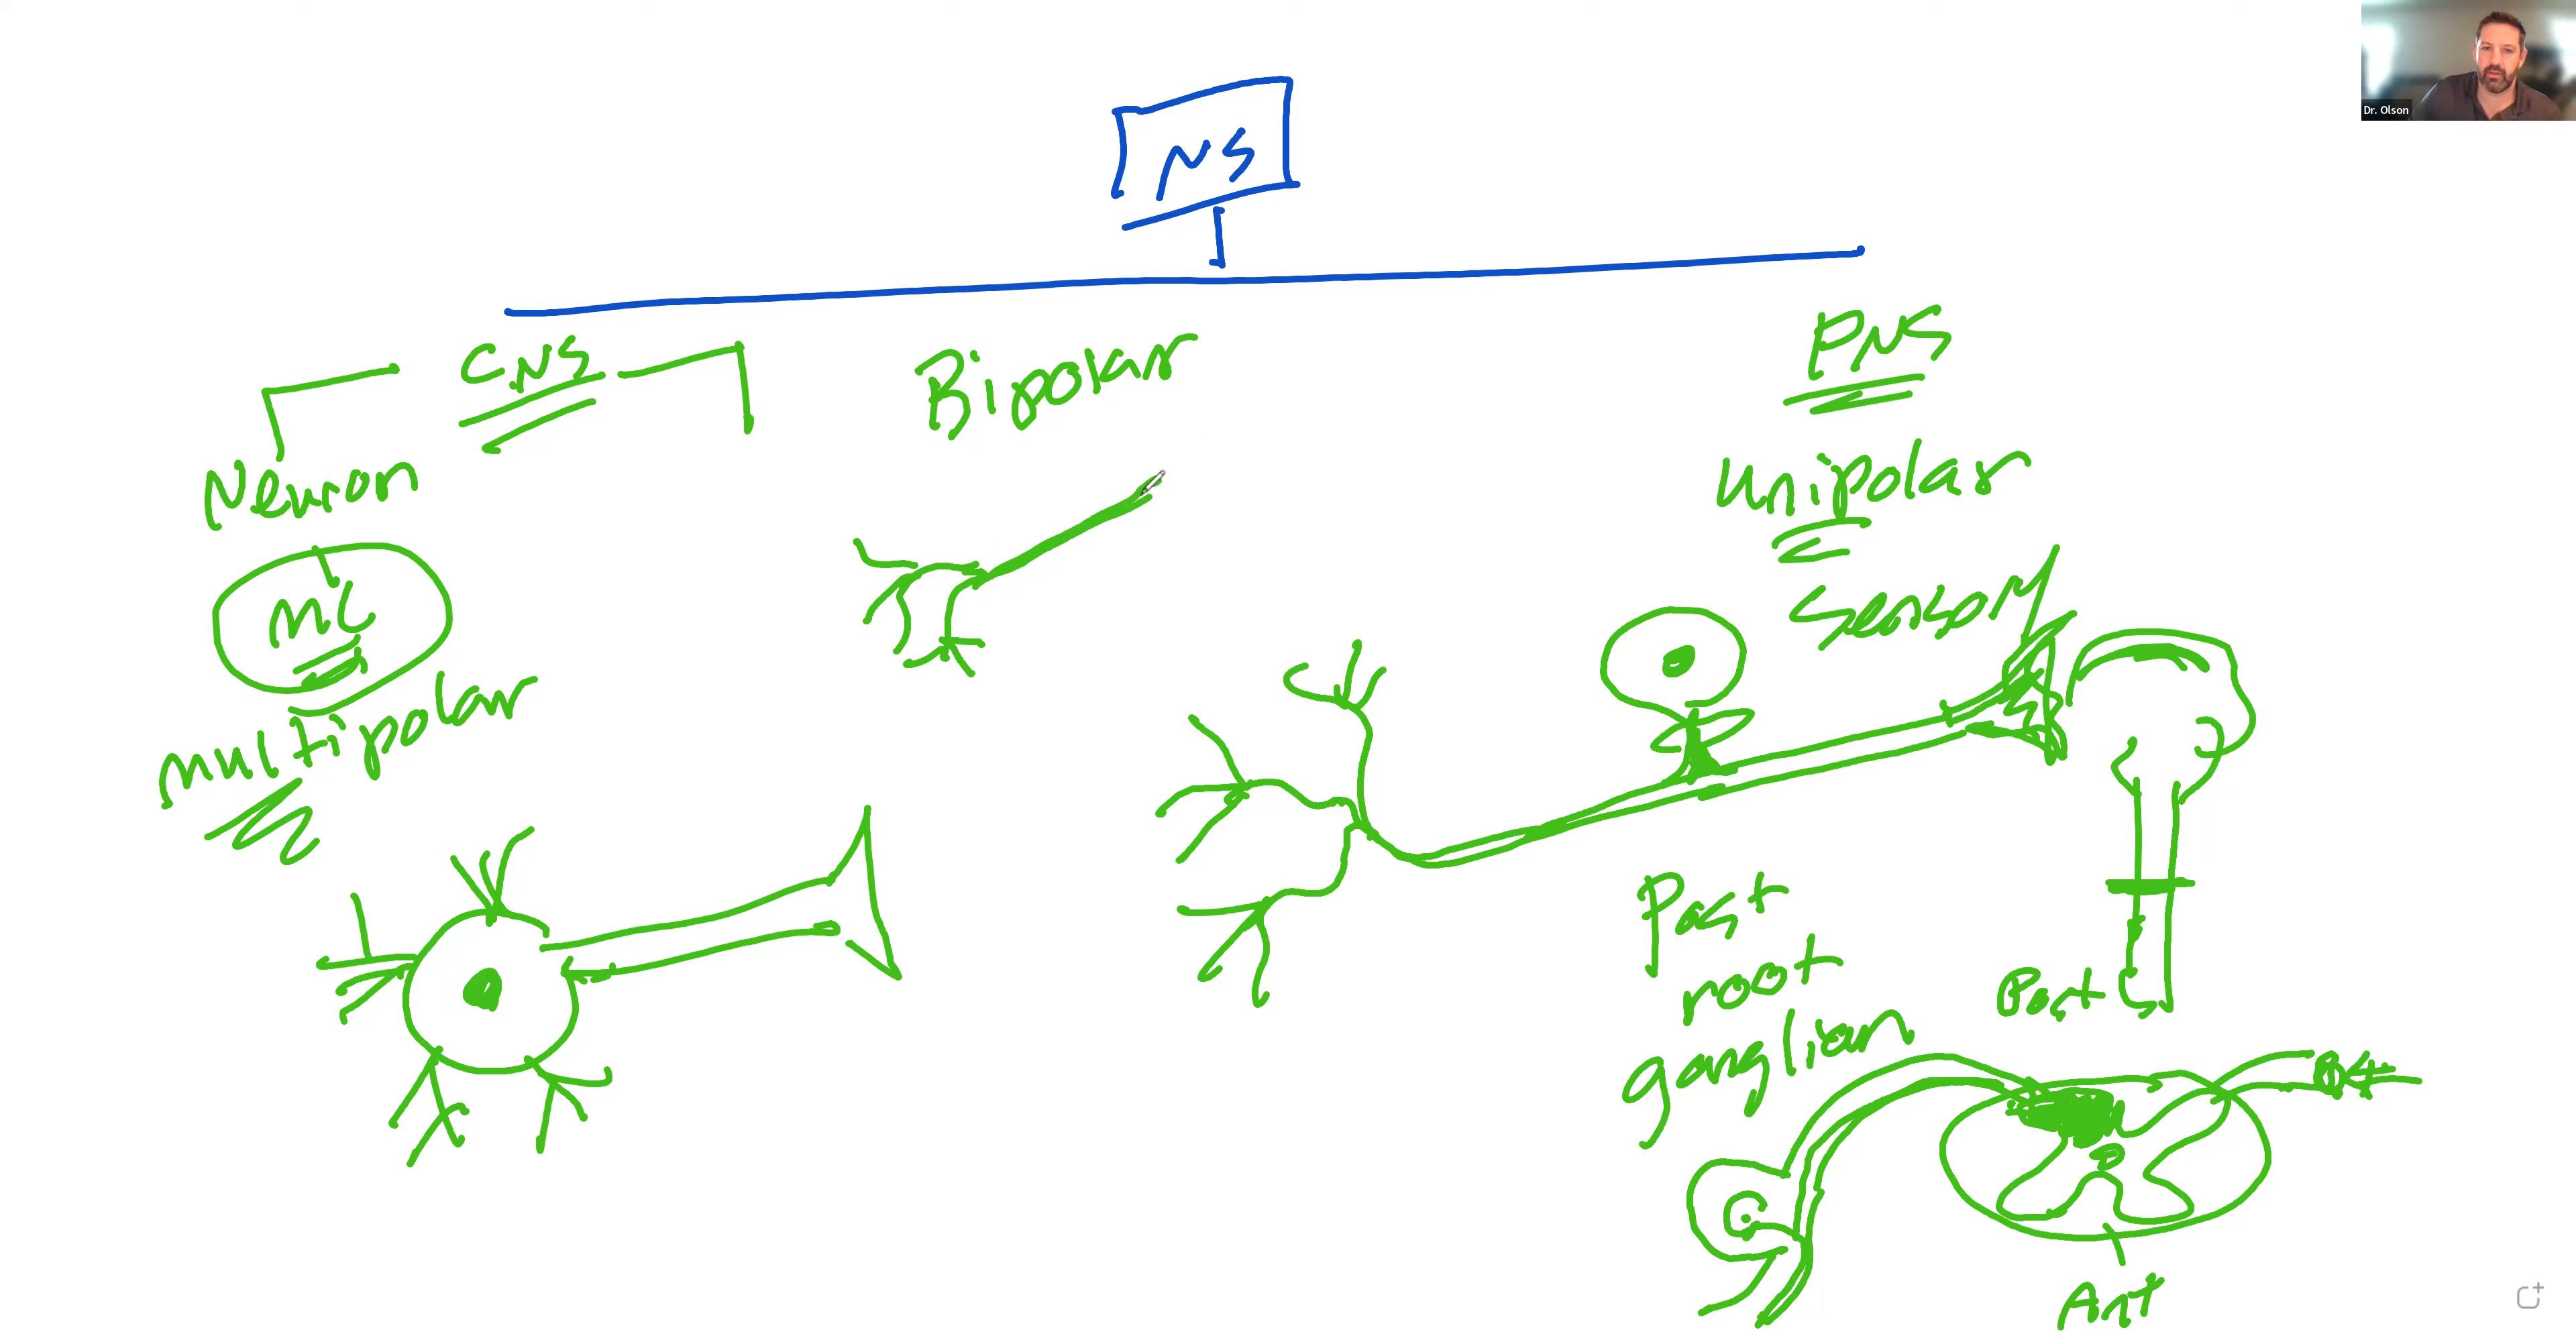 Dr. Olson
NS
CNS
Bipolar
PNS
Neuron
Unipolar
MC
Sensory
multipolar
Post
root
ganglion
Post
Ant